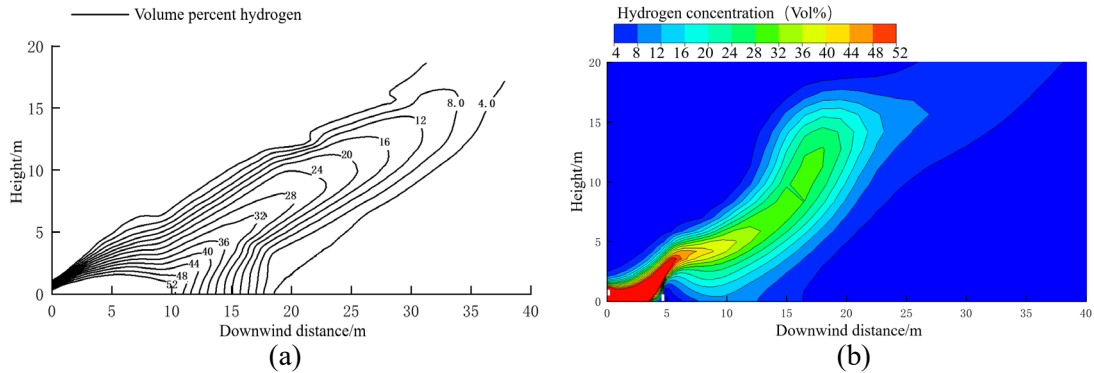 Volume percent hydrogen
20
15
10
5
0
Height/m
8.0 4.0
12
16
20
24
28
32
36
40
44
48
52
0 5 10 15 20 25 30 35 40
Downwind distance/m
(a)
Hydrogen concentration（Vol%）
4 8 12 16 20 24 28 32 36 40 44 48 52
20
15
10
5
0
Height/m
0 5 10 15 20 25 30 35 40
Downwind distance/m
(b)